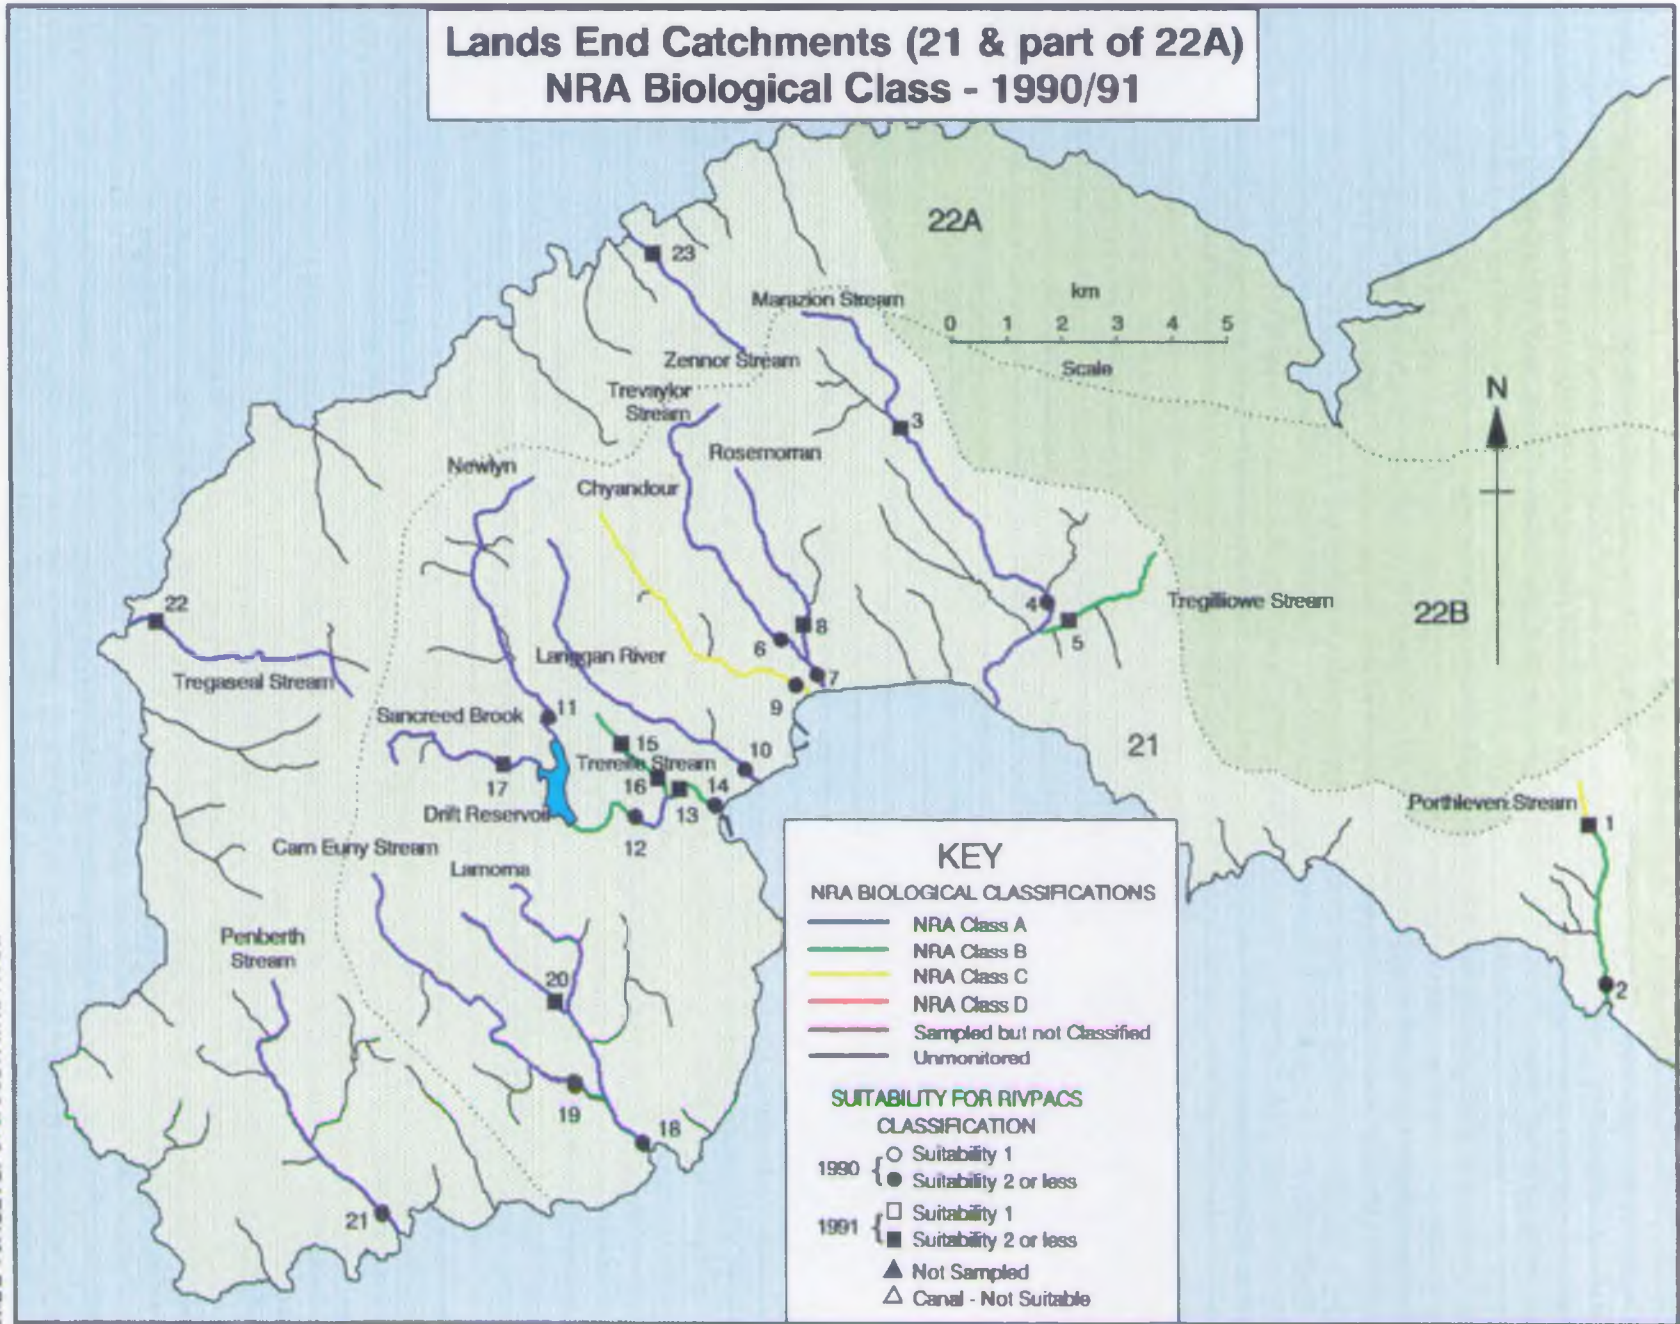 Lands End Catchments (21 & part of 22A)
NRA Biological Class - 1990/91
22A
23
Marazion Stream
km
0 1 2 3 4 5
Scale
Zennor Stream
Trevaylor
Stream
N
3
Rosemorran
Newlyn
Chyandour
22
4
Tregilliowe Stream
22B
5
8
6
Langgan River
7
Tregaseal Stream
9
Sancreed Brook
11
21
15
10
Trereife Stream
17
16
14
13
Drift Reservoir
12
Porthleven Stream
1
Carn Euny Stream
Lamorna
Penberth
Stream
20
2
19
18
21
KEY
NRA BIOLOGICAL CLASSIFICATIONS
NRA Class A
NRA Class B
NRA Class C
NRA Class D
Sampled but not Classified
Unmonitored
SUITABILITY FOR RIVPACS
CLASSIFICATION
1990 { Suitability 1
Suitability 2 or less
1991 { Suitability 1
Suitability 2 or less
Not Sampled
Canal - Not Suitable